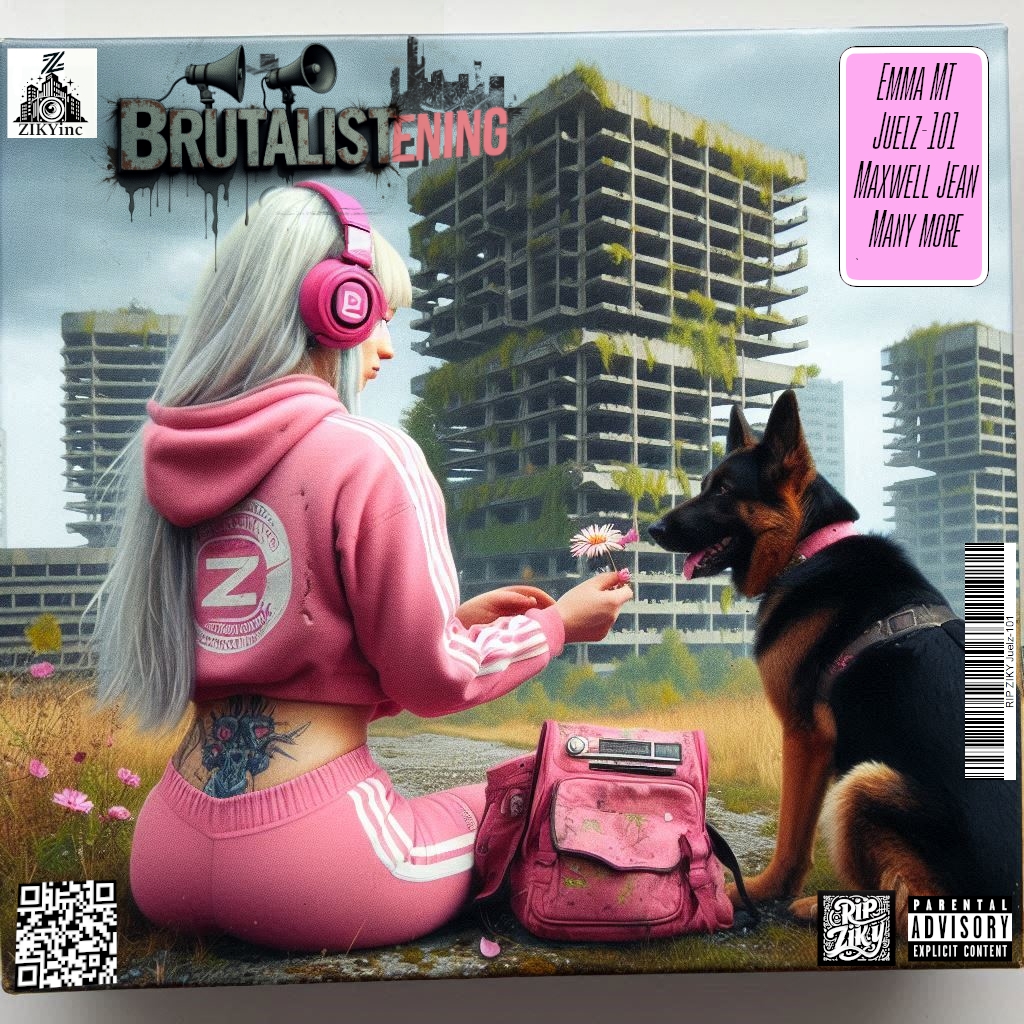 ZIKYinc
BRUTALISTENING
EMMA MT
JUELZ-101
MAXWELL JEAN
MANY MORE
Z
RIP ZIKY Juelz-101
RIP
ZIKY
PARENTAL
ADVISORY
EXPLICIT CONTENT